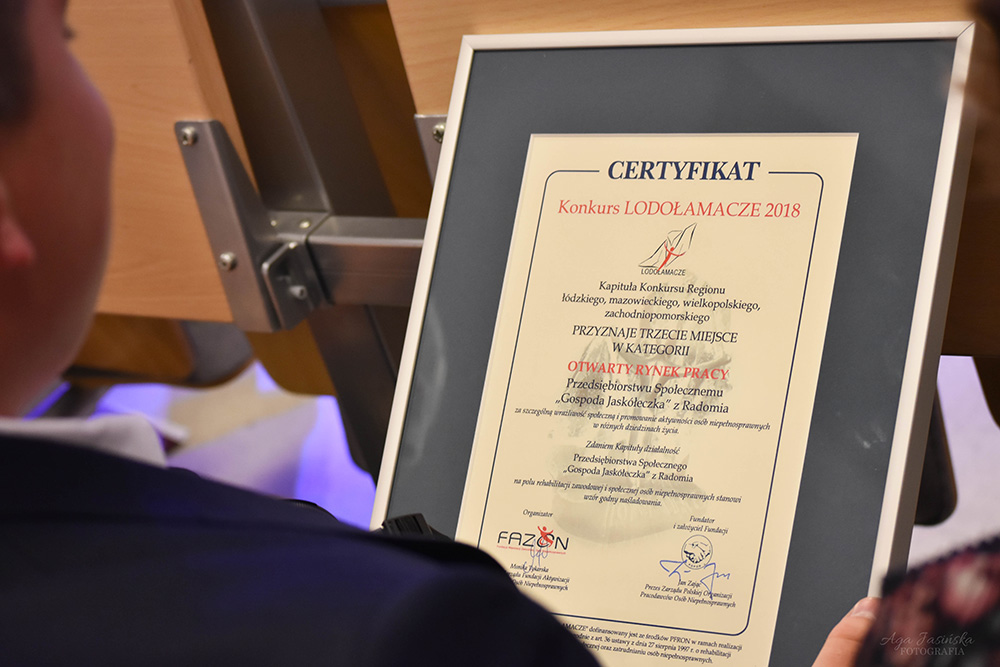 CERTYFIKAT
Konkurs LODOŁAMACZE 2018
LODOŁAMACZE
Kapituła Konkursu Regionu
łódzkiego, mazowieckiego, wielkopolskiego,
zachodniopomorskiego
PRZYZNAJE TRZECIE MIEJSCE
W KATEGORII
OTWARTY RYNEK PRACY
Przedsiębiorstwu Społecznemu
„Gospoda Jaskółeczka” z Radomia
za szczególną wrażliwość społeczną i promowanie aktywności osób niepełnosprawnych
w różnych dziedzinach życia.
Zdaniem Kapituły działalność
Przedsiębiorstwa Społecznego
„Gospoda Jaskółeczka” z Radomia
na polu rehabilitacji zawodowej i społecznej osób niepełnosprawnych stanowi
wzór godny naśladowania.
Organizator
FAZON
Monika Tykarska
Fundacji Aktywizacji
Osób Niepełnosprawnych
Fundator
i założyciel Fundacji
Jan Zając
Prezes Zarządu Polskiej Organizacji
Pracodawców Osób Niepełnosprawnych
dofinansowany jest ze środków PFRON w ramach realizacji
z art. 36 ustawy z dnia 27 sierpnia 1997 r. o rehabilitacji
oraz zatrudnianiu osób niepełnosprawnych.
Aga Jasińska
FOTOGRAFIA